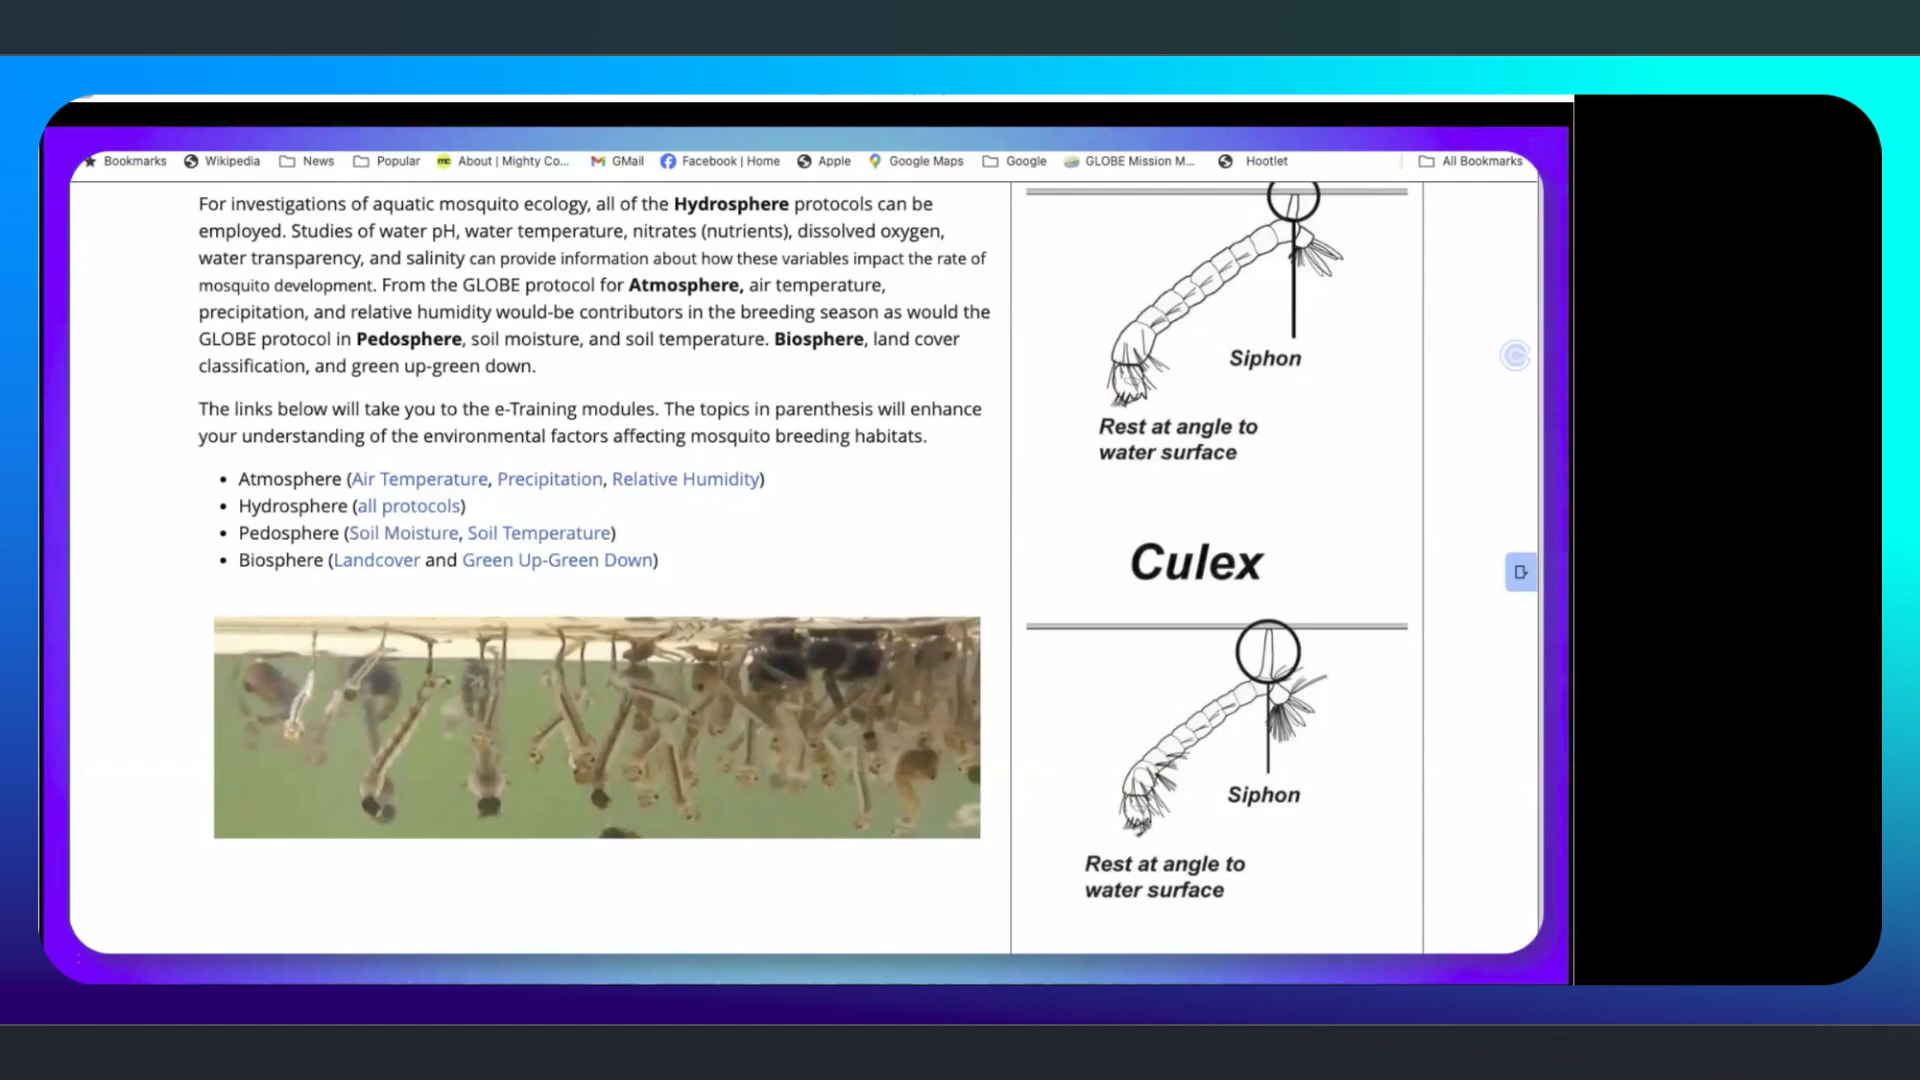 Bookmarks Wikipedia News Popular About | Mighty Co... GMail Facebook | Home Apple Google Maps Google GLOBE Mission M... Hootlet All Bookmarks
For investigations of aquatic mosquito ecology, all of the Hydrosphere protocols can be
employed. Studies of water pH, water temperature, nitrates (nutrients), dissolved oxygen,
water transparency, and salinity can provide information about how these variables impact the rate of
mosquito development. From the GLOBE protocol for Atmosphere, air temperature,
precipitation, and relative humidity would-be contributors in the breeding season as would the
GLOBE protocol in Pedosphere, soil moisture, and soil temperature. Biosphere, land cover
classification, and green up-green down.
The links below will take you to the e-Training modules. The topics in parenthesis will enhance
your understanding of the environmental factors affecting mosquito breeding habitats.
• Atmosphere (Air Temperature, Precipitation, Relative Humidity)
• Hydrosphere (all protocols)
• Pedosphere (Soil Moisture, Soil Temperature)
• Biosphere (Landcover and Green Up-Green Down)
Siphon
Rest at angle to
water surface
Culex
Siphon
Rest at angle to
water surface